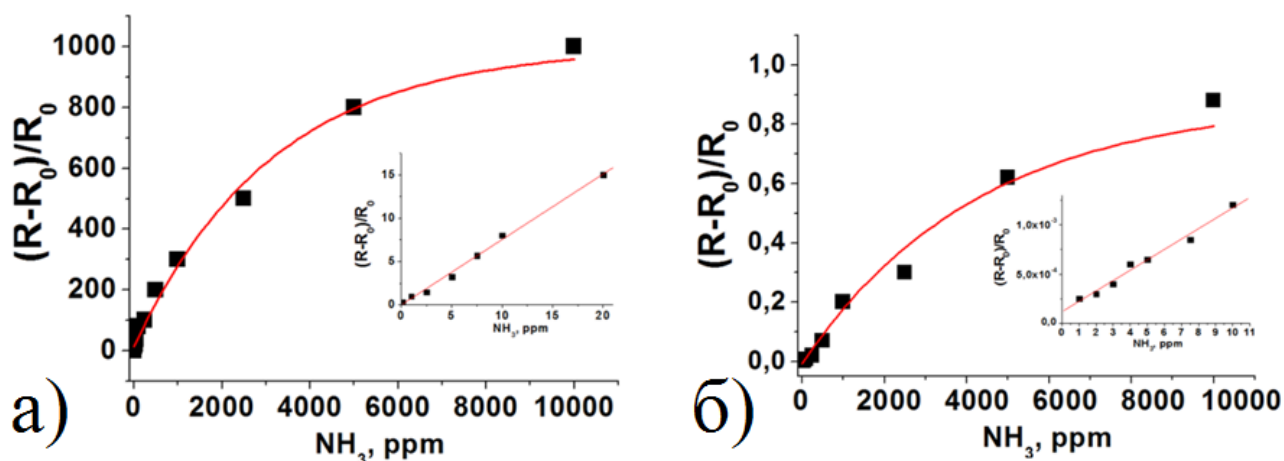 1000
800
600
400
200
0
(R-R0)/R0
0 2000 4000 6000 8000 10000
NH3, ppm
15
10
5
0
(R-R0)/R0
0 5 10 15 20
NH3, ppm
а)
1,0
0,8
0,6
0,4
0,2
0,0
(R-R0)/R0
0 2000 4000 6000 8000 10000
NH3, ppm
1,0x10-3
5,0x10-4
0,0
(R-R0)/R0
0 1 2 3 4 5 6 7 8 9 10 11
NH3, ppm
б)